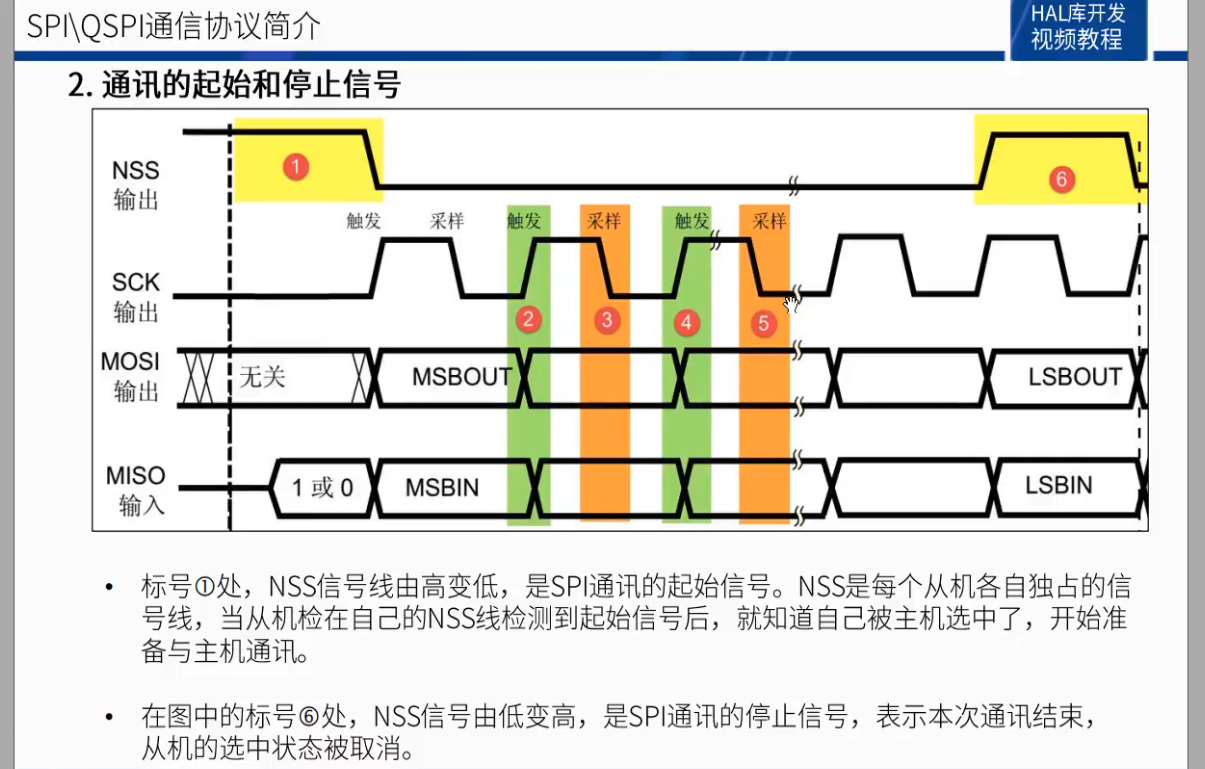 SPI\QSPI通信协议简介
HAL库开发
视频教程
2. 通讯的起始和停止信号
NSS
输出
1
6
触发
采样
触发
采样
触发
采样
SCK
输出
2
3
4
5
MOSI
输出
无关
MSBOUT
LSBOUT
MISO
输入
1 或 0
MSBIN
LSBIN
• 标号①处，NSS信号线由高变低，是SPI通讯的起始信号。NSS是每个从机各自独占的信
号线，当从机检在自己的NSS线检测到起始信号后，就知道自己被主机选中了，开始准
备与主机通讯。
• 在图中的标号⑥处，NSS信号由低变高，是SPI通讯的停止信号，表示本次通讯结束，
从机的选中状态被取消。